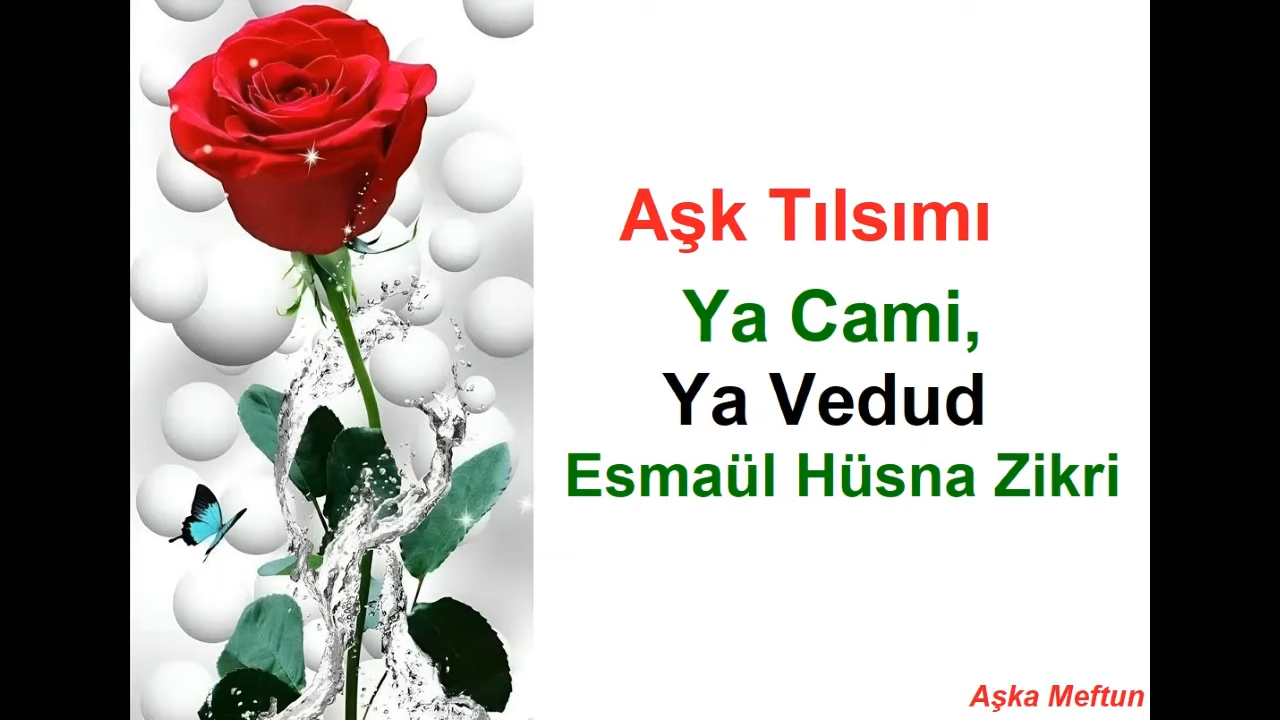 Aşk Tılsımı
Ya Cami,
Ya Vedud
Esmaül Hüsna Zikri
Aşka Meftun